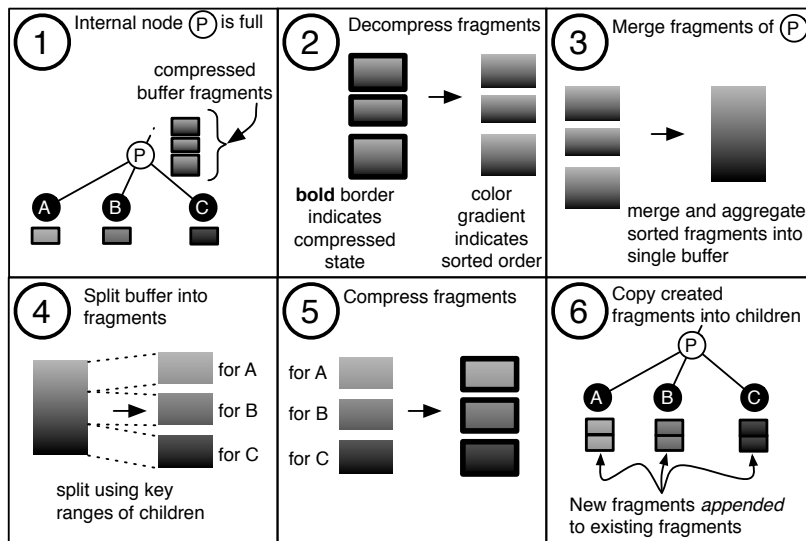 1
Internal node P is full
compressed
buffer fragments
P
A
B
C
2
Decompress fragments
bold border
indicates
compressed
state
color
gradient
indicates
sorted order
3
Merge fragments of P
merge and aggregate
sorted fragments into
single buffer
4
Split buffer into
fragments
for A
for B
for C
split using key
ranges of children
5
Compress fragments
for A
for B
for C
6
Copy created
fragments into children
P
A
B
C
New fragments appended
to existing fragments